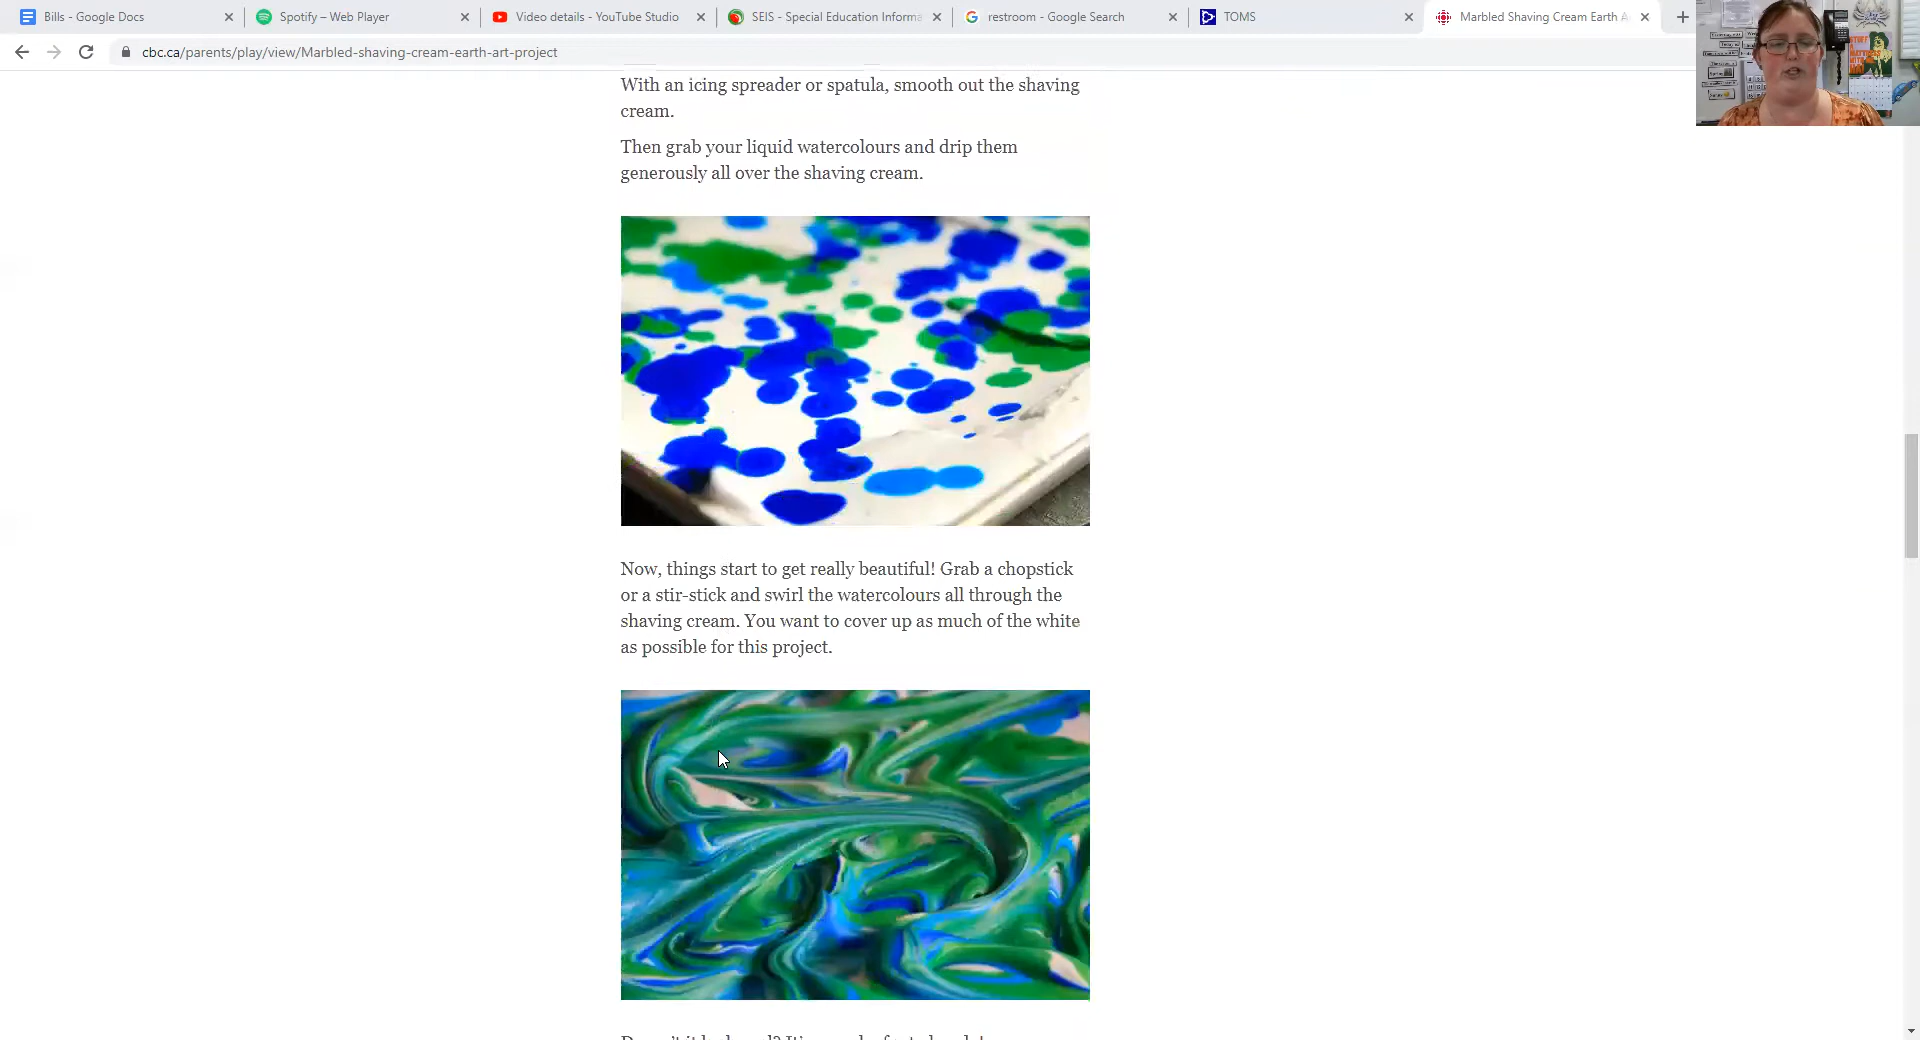 Bills - Google Docs
Spotify – Web Player
Video details - YouTube Studio
SEIS - Special Education Informa
restroom - Google Search
TOMS
Marbled Shaving Cream Earth A
cbc.ca/parents/play/view/Marbled-shaving-cream-earth-art-project
With an icing spreader or spatula, smooth out the shaving
cream.
Then grab your liquid watercolours and drip them
generously all over the shaving cream.
Now, things start to get really beautiful! Grab a chopstick
or a stir-stick and swirl the watercolours all through the
shaving cream. You want to cover up as much of the white
as possible for this project.